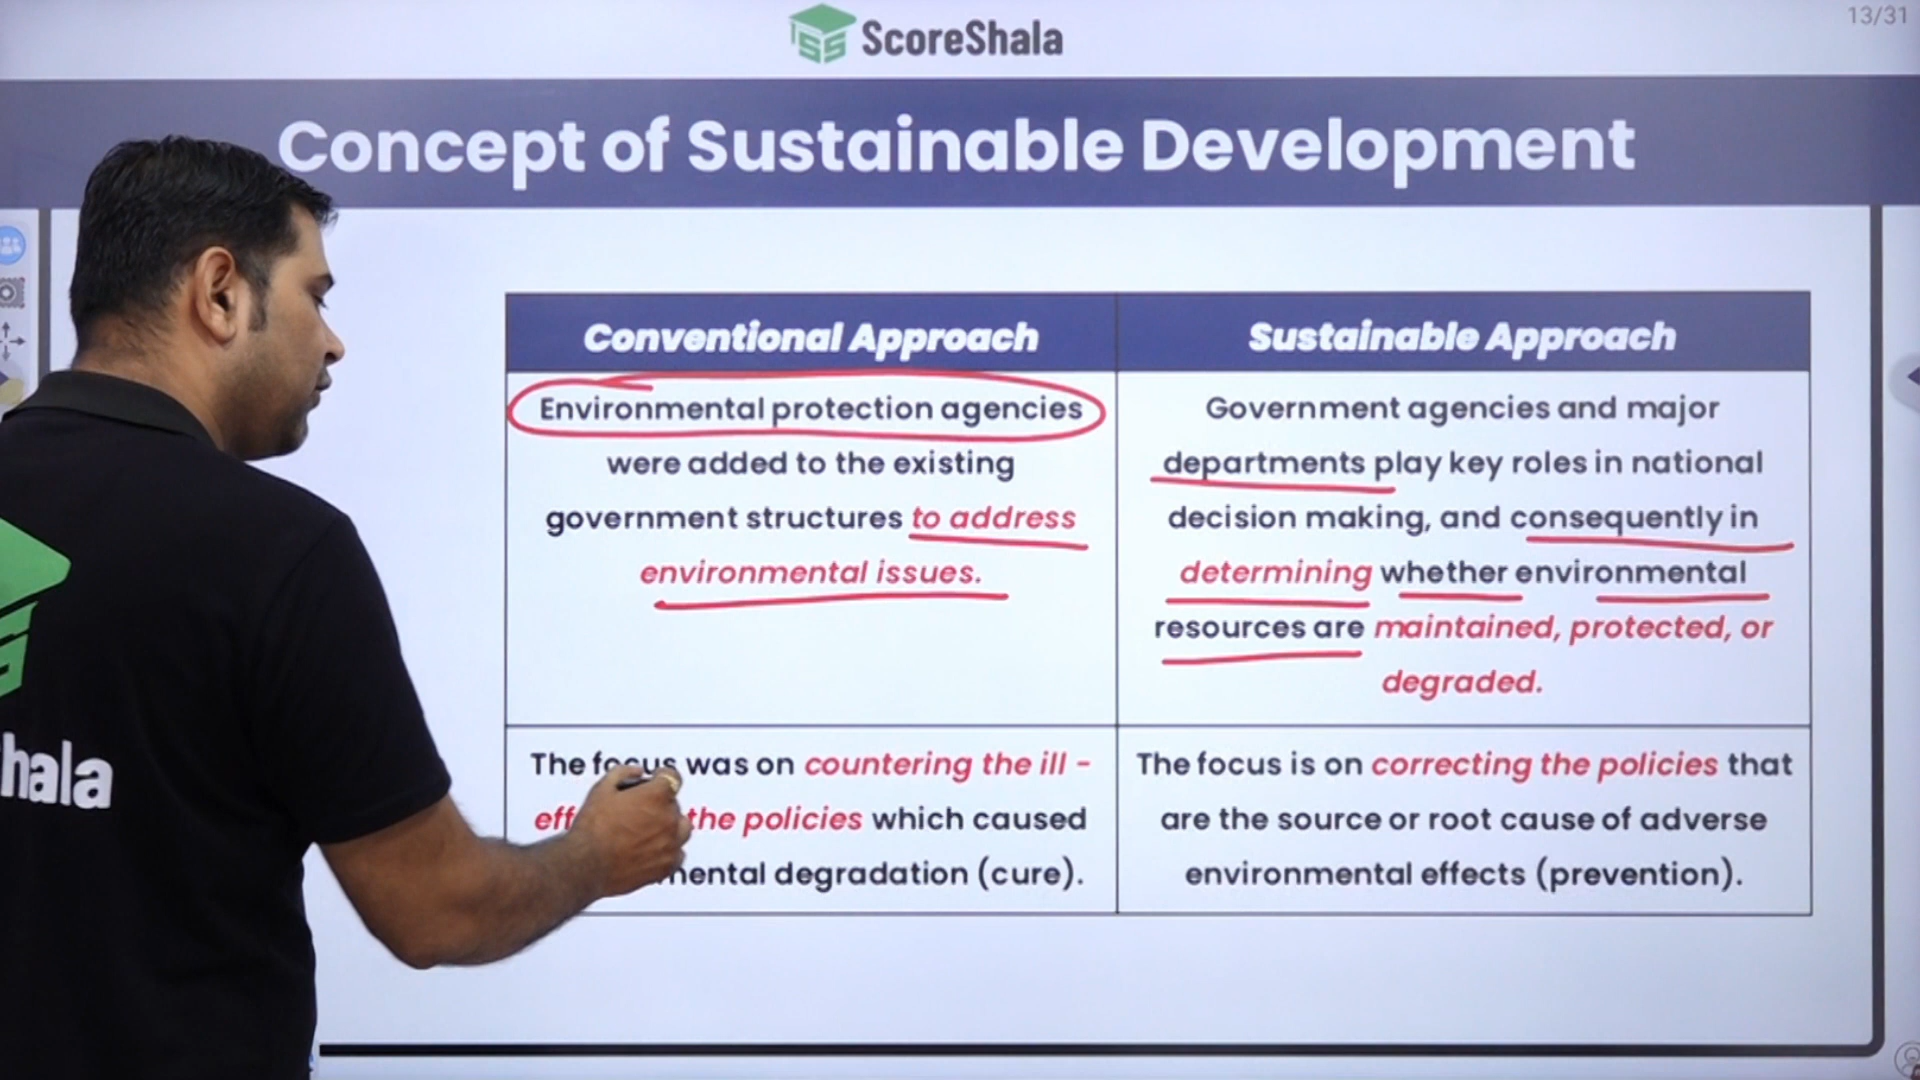 13/31
ScoreShala
Concept of Sustainable Development
Conventional Approach
Sustainable Approach
Environmental protection agencies
were added to the existing
government structures to address
environmental issues.
Government agencies and major
departments play key roles in national
decision making, and consequently in
determining whether environmental
resources are maintained, protected, or
degraded.
The focus was on countering the ill -
the policies which caused
degradation (cure).
The focus is on correcting the policies that
are the source or root cause of adverse
environmental effects (prevention).
hala